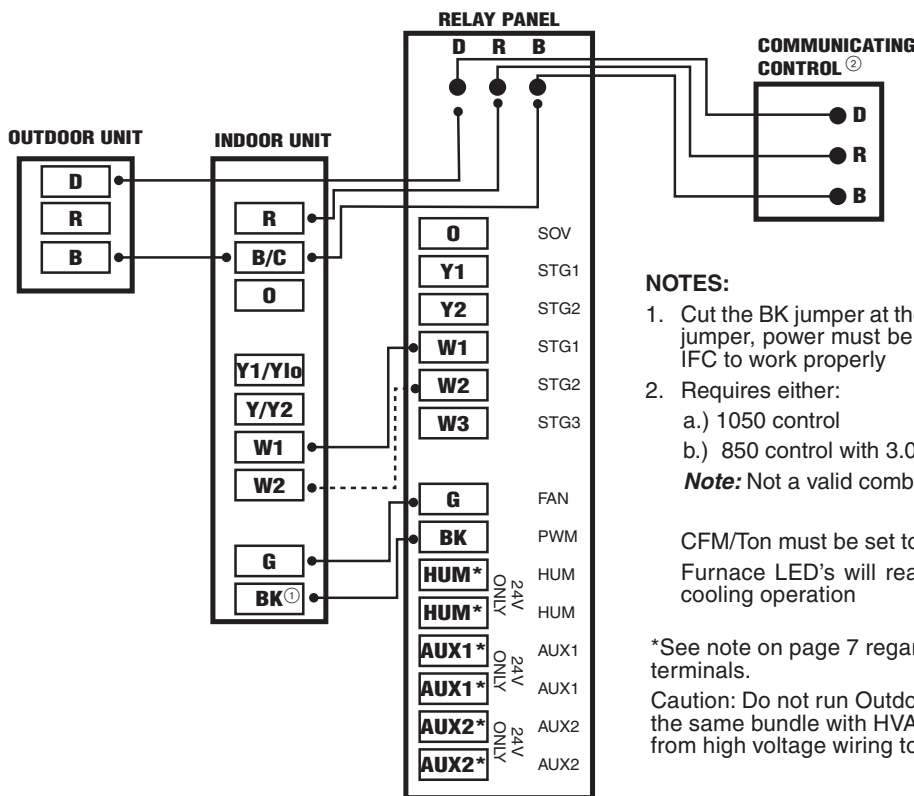 RELAY PANEL
D R B
COMMUNICATING
CONTROL ②
D
R
B
OUTDOOR UNIT
D
R
B
INDOOR UNIT
R
B/C
O
Y1/Ylo
Y/Y2
W1
W2
G
BK①
O SOV
Y1 STG1
Y2 STG2
W1 STG1
W2 STG2
W3 STG3
G FAN
BK PWM
HUM* HUM
HUM* HUM
24V
ONLY
AUX1* AUX1
AUX1* AUX1
24V
ONLY
AUX2* AUX2
AUX2* AUX2
24V
ONLY
NOTES:
1. Cut the BK jumper at the
jumper, power must be
IFC to work properly
2. Requires either:
a.) 1050 control
b.) 850 control with 3.0
Note: Not a valid comb
CFM/Ton must be set to
Furnace LED's will rea
cooling operation
*See note on page 7 regar
terminals.
Caution: Do not run Outdo
the same bundle with HVA
from high voltage wiring to